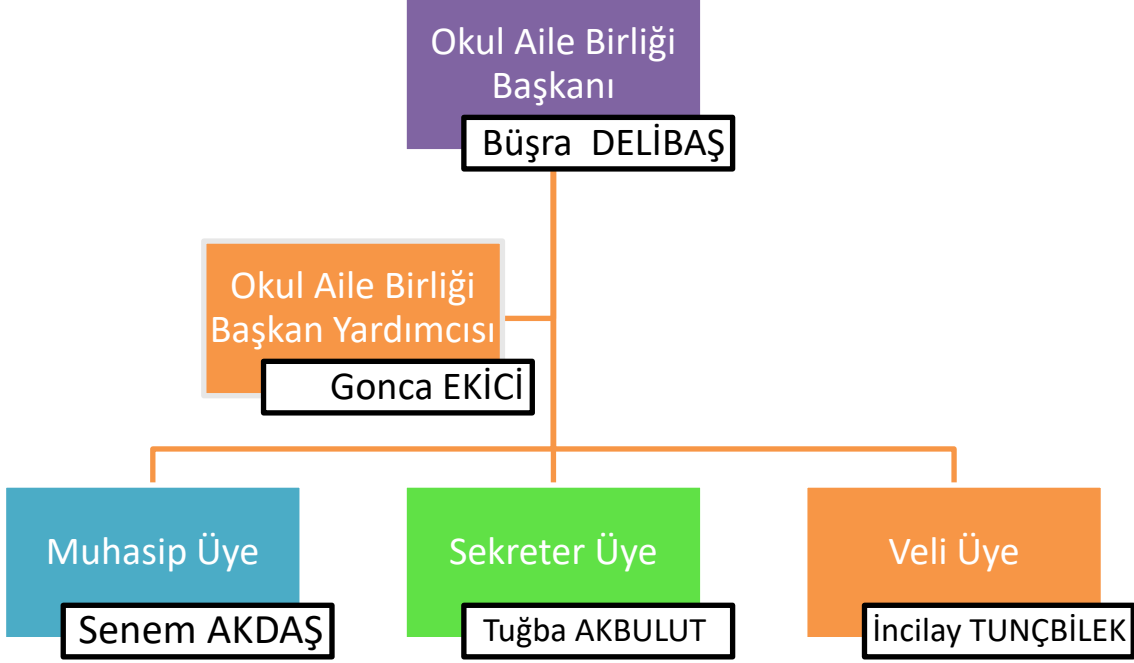 Okul Aile Birliği
Başkanı
Büşra DELİBAŞ
Okul Aile Birliği
Başkan Yardımcısı
Gonca EKİCİ
Muhasip Üye
Senem AKDAŞ
Sekreter Üye
Tuğba AKBULUT
Veli Üye
İncilay TUNÇBİLEK